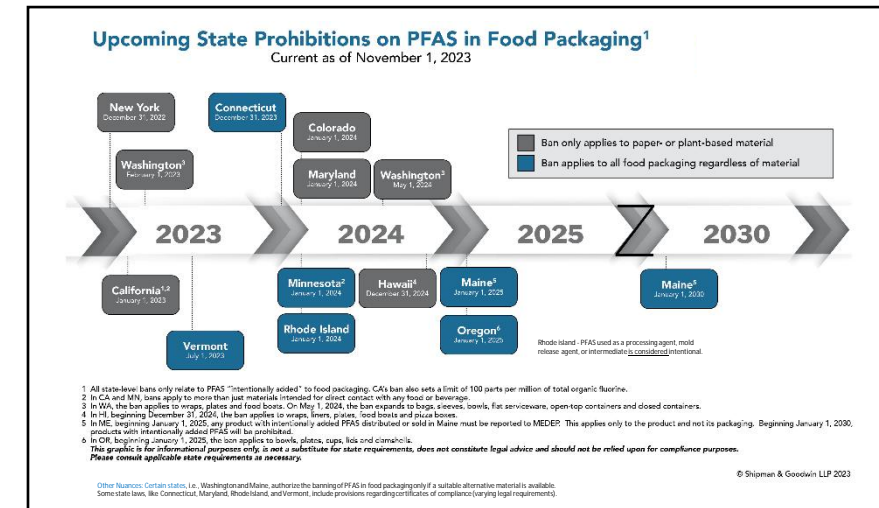 Upcoming State Prohibitions on PFAS in Food Packaging1
Current as of November 1, 2023
New York
December 31, 2022
Connecticut
December 31, 2023
Colorado
January 1, 2024
Ban only applies to paper- or plant-based material
Ban applies to all food packaging regardless of material
Washington3
February 1, 2023
Maryland
January 1, 2024
Washington3
May 1, 2024
2023
2024
2025
2030
California1,2
January 1, 2023
Minnesota2
January 1, 2024
Hawaii4
December 31, 2024
Maine5
January 1, 2025
Maine5
January 1, 2030
Vermont
July 1, 2023
Rhode Island
January 1, 2024
Oregon6
January 1, 2025
Rhode Island - PFAS used as a processing agent, mold
release agent, or intermediate is considered intentional.
1 All state-level bans only relate to PFAS "intentionally added" to food packaging. CA's ban also sets a limit of 100 parts per million of total organic fluorine.
2 In CA and MN, bans apply to more than just materials intended for direct contact with any food or beverage.
3 In WA, the ban applies to wraps, plates and food boats. On May 1, 2024, the ban expands to bags, sleeves, bowls, flat serviceware, open-top containers and closed containers.
4 In HI, beginning December 31, 2024, the ban applies to wraps, liners, plates, food boats and pizza boxes.
5 In ME, beginning January 1, 2025, any product with intentionally added PFAS distributed or sold in Maine must be reported to MEDEP. This applies only to the product and not its packaging. Beginning January 1, 2030,
products with intentionally added PFAS will be prohibited.
6 In OR, beginning January 1, 2025, the ban applies to bowls, plates, cups, lids and clamshells.
This graphic is for informational purposes only, is not a substitute for state requirements, does not constitute legal advice and should not be relied upon for compliance purposes.
Please consult applicable state requirements as necessary.
© Shipman & Goodwin LLP 2023
Other Nuances: Certain states, i.e., Washington and Maine, authorize the banning of PFAS in food packaging only if a suitable alternative material is available.
Some state laws, like Connecticut, Maryland, Rhode Island, and Vermont, include provisions regarding certificates of compliance (varying legal requirements).